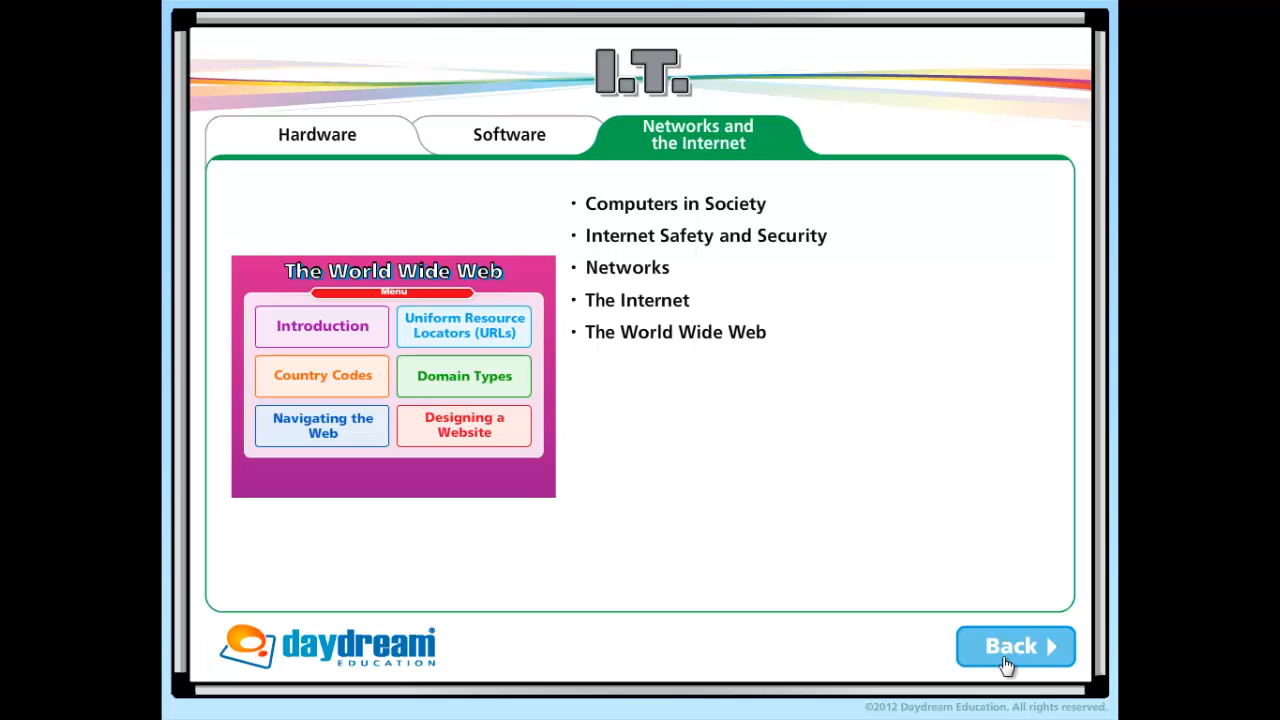 I.T.
Hardware
Software
Networks and
the Internet
· Computers in Society
· Internet Safety and Security
· Networks
· The Internet
· The World Wide Web
The World Wide Web
Menu
Introduction
Uniform Resource
Locators (URLs)
Country Codes
Domain Types
Navigating the
Web
Designing a
Website
daydream
EDUCATION
Back
©2012 Daydream Education. All rights reserved.